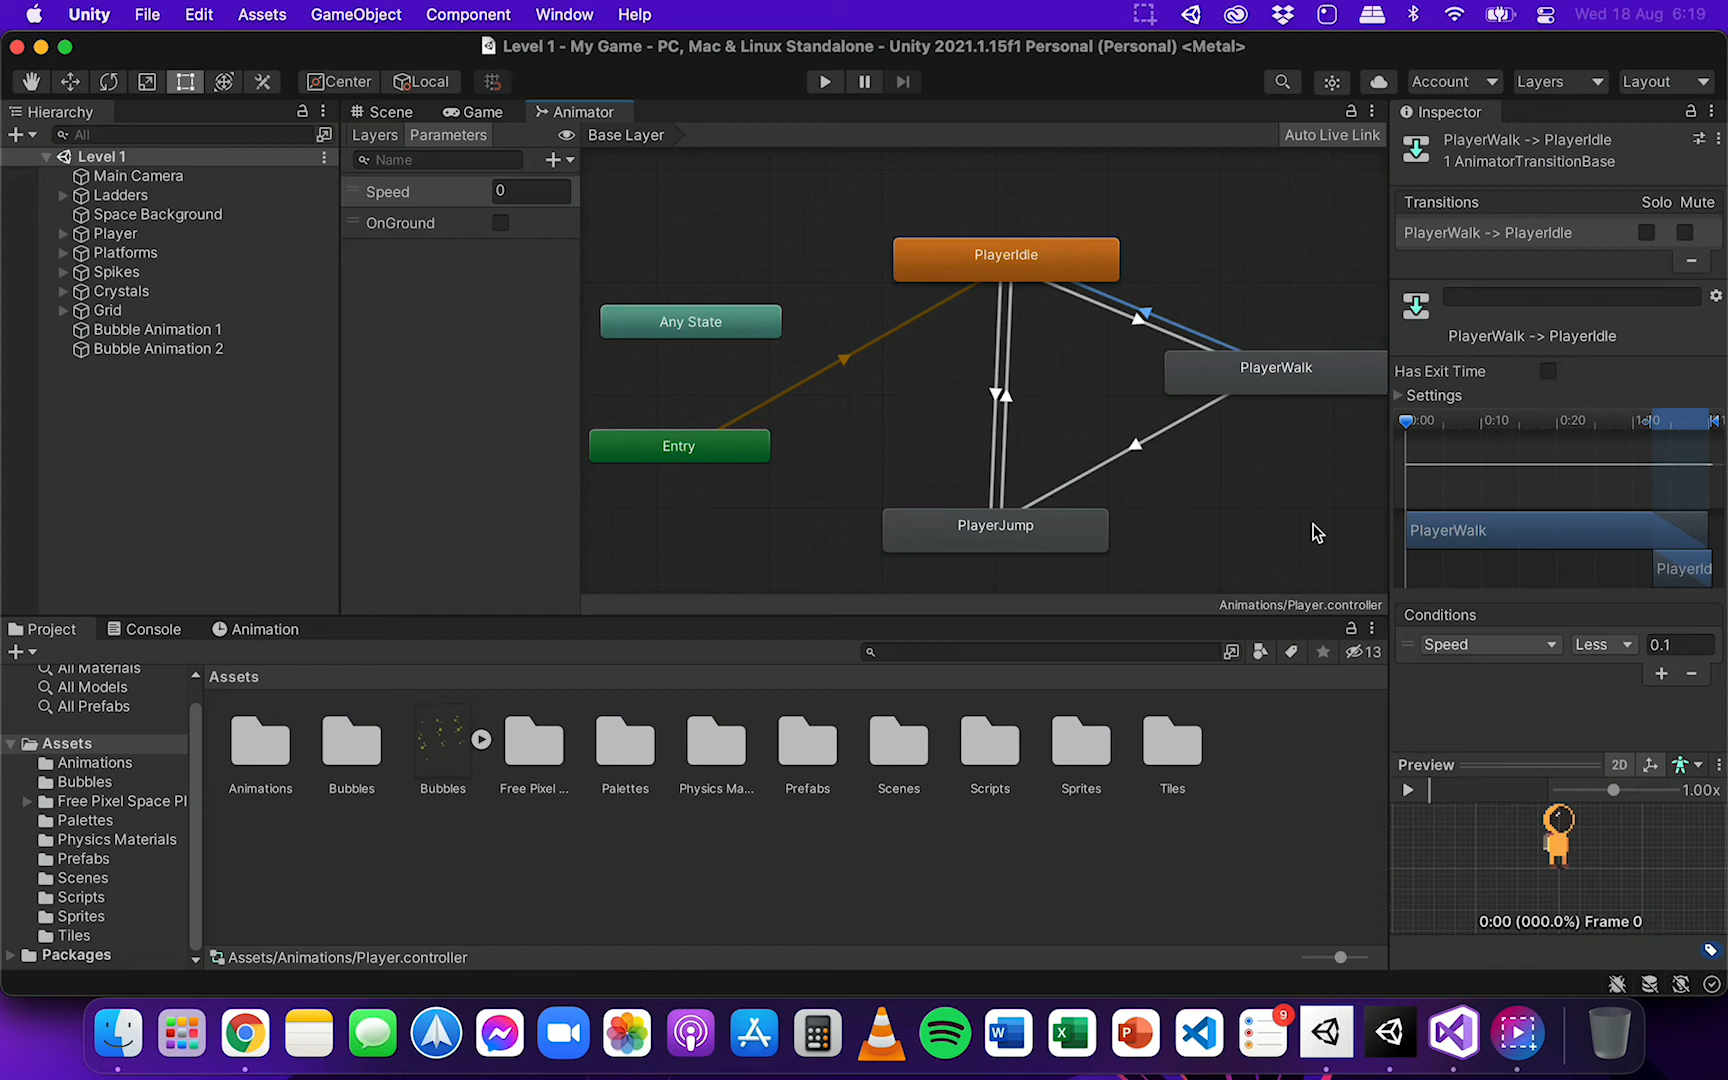 Unity File Edit Assets GameObject Component Window Help Wed 18 Aug 6:19
Level 1 - My Game - PC, Mac & Linux Standalone - Unity 2021.1.15f1 Personal (Personal) <Metal>
Center Local Account Layers Layout
Hierarchy Scene Game Animator Inspector
All Layers Parameters Base Layer Auto Live Link
Level 1
Main Camera
Ladders
Space Background
Player
Platforms
Spikes
Crystals
Grid
Bubble Animation 1
Bubble Animation 2
Name
Speed 0
OnGround
PlayerIdle
Any State
PlayerWalk
Entry
PlayerJump
Animations/Player.controller
PlayerWalk -> PlayerIdle
1 AnimatorTransitionBase
Transitions Solo Mute
PlayerWalk -> PlayerIdle
PlayerWalk -> PlayerIdle
Has Exit Time
Settings
0:10 0:20
PlayerWalk
PlayerId
Conditions
Speed Less 0.1
Preview 2D
1.00x
0:00 (000.0%) Frame 0
Project Console Animation
13
All Materials
All Models
All Prefabs
Assets
Animations
Bubbles
Free Pixel Space Pl
Palettes
Physics Materials
Prefabs
Scenes
Scripts
Sprites
Tiles
Packages
Assets
Animations Bubbles Bubbles Free Pixel ... Palettes Physics Ma... Prefabs Scenes Scripts Sprites Tiles
Assets/Animations/Player.controller
W X P 9